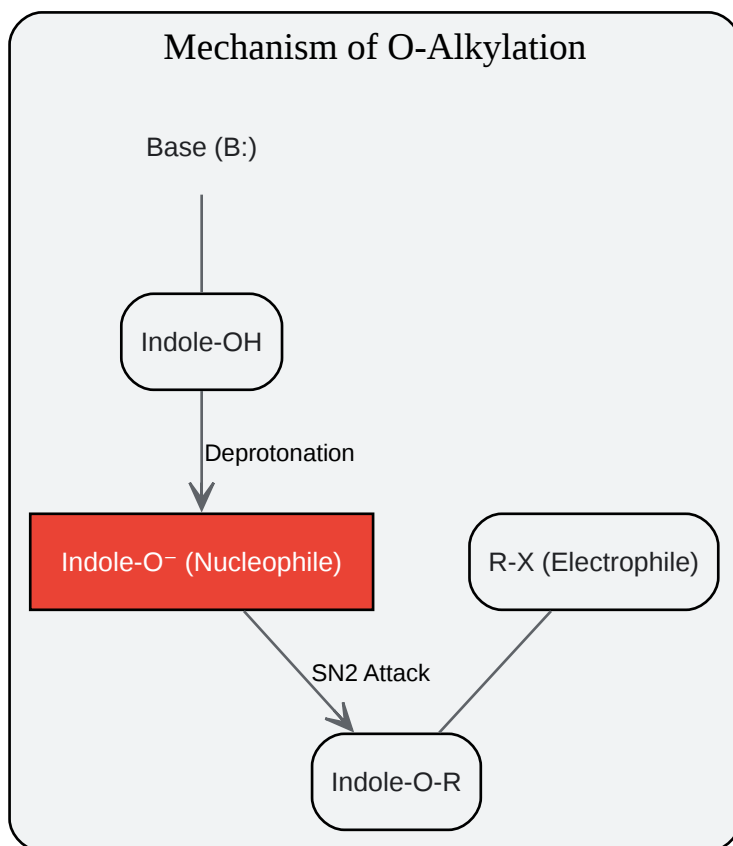 Mechanism of O-Alkylation
Base (B:)
Indole-OH
Deprotonation
Indole-O⁻ (Nucleophile)
R-X (Electrophile)
SN2 Attack
Indole-O-R